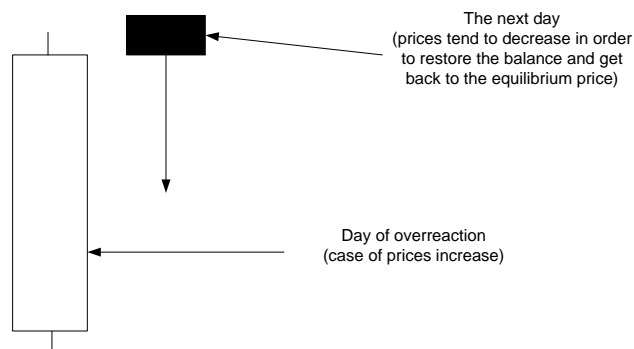 The next day
(prices tend to decrease in order
to restore the balance and get
back to the equilibrium price)
Day of overreaction
(case of prices increase)